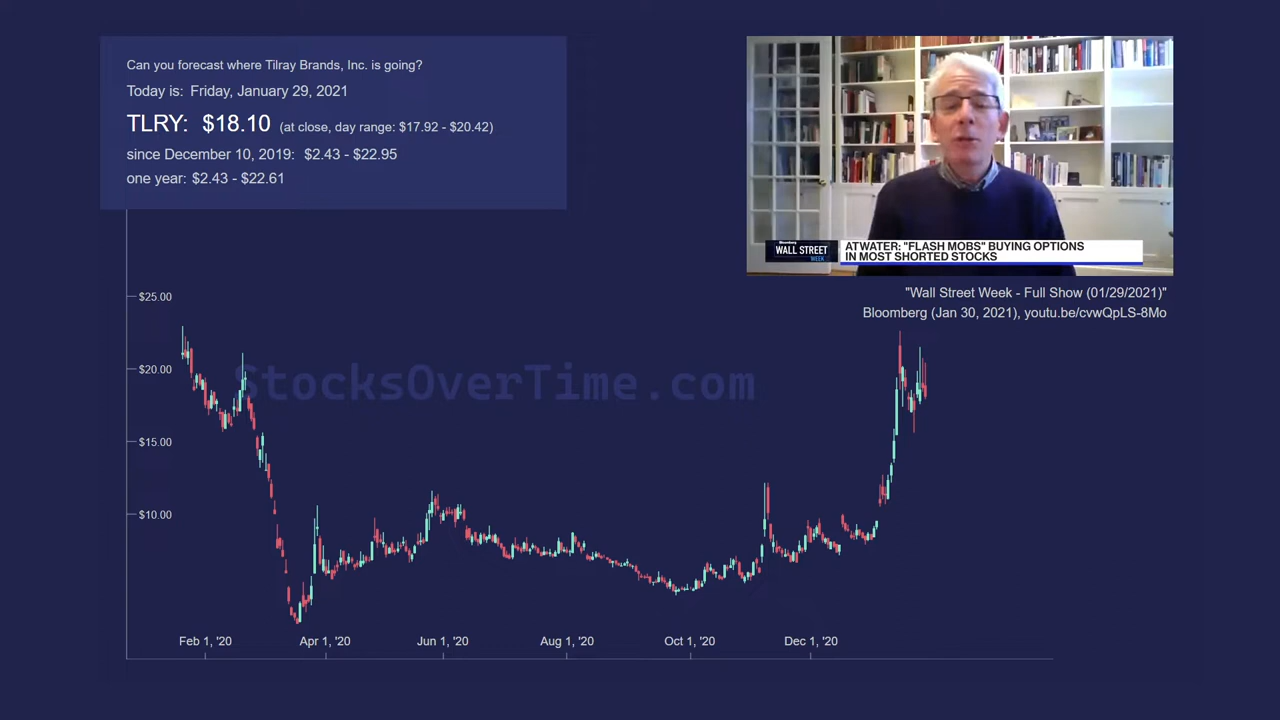 Can you forecast where Tilray Brands, Inc. is going?
Today is: Friday, January 29, 2021
TLRY: $18.10 (at close, day range: $17.92 - $20.42)
since December 10, 2019: $2.43 - $22.95
one year: $2.43 - $22.61
Bloomberg
WALL STREET
WEEK
ATWATER: "FLASH MOBS" BUYING OPTIONS
IN MOST SHORTED STOCKS
"Wall Street Week - Full Show (01/29/2021)"
Bloomberg (Jan 30, 2021), youtu.be/cvwQpLS-8Mo
$25.00
$20.00
StocksOverTime.com
$15.00
$10.00
Feb 1, '20 Apr 1, '20 Jun 1, '20 Aug 1, '20 Oct 1, '20 Dec 1, '20